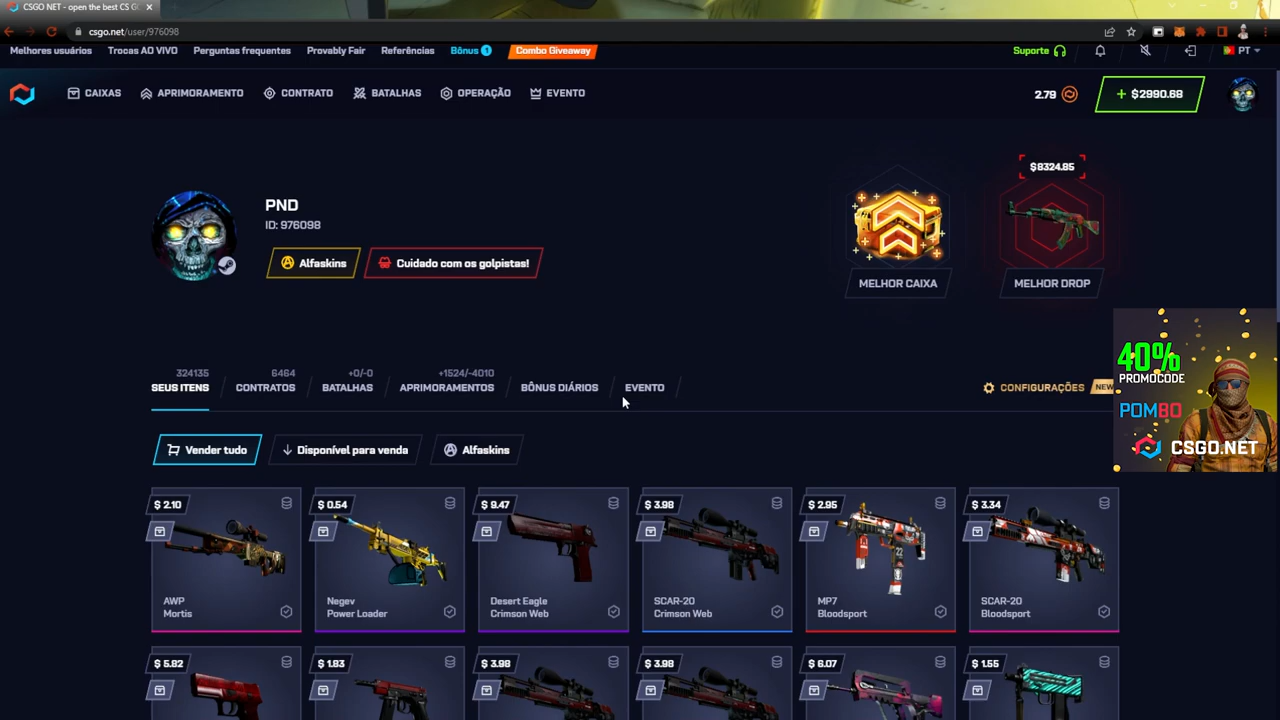 CSGO NET - open the best CS G
csgo.net/user/976098
Melhores usuários Trocas AO VIVO Perguntas frequentes Provably Fair Referências Bônus 1 Combo Giveaway Suporte PT
CAIXAS APRIMORAMENTO CONTRATO BATALHAS OPERAÇÃO EVENTO 2.79 + $2990.69
$8324.85
PND
ID: 976098
Alfaskins Cuidado com os golpistas!
MELHOR CAIXA MELHOR DROP
40%
PROMOCODE
POM80
CSGO.NET
324135 6464 +0/-0 +1524/-4010
SEUS ITENS CONTRATOS BATALHAS APRIMORAMENTOS BÔNUS DIÁRIOS EVENTO CONFIGURAÇÕES NEW
Vender tudo Disponível para venda Alfaskins
$ 2.10 $ 0.54 $ 9.47 $ 3.98 $ 2.95 $ 3.34
22
AWP Negev Desert Eagle SCAR-20 MP7 SCAR-20
Mortis Power Loader Crimson Web Crimson Web Bloodsport Bloodsport
$ 5.82 $ 1.83 $ 3.98 $ 3.98 $ 6.07 $ 1.55